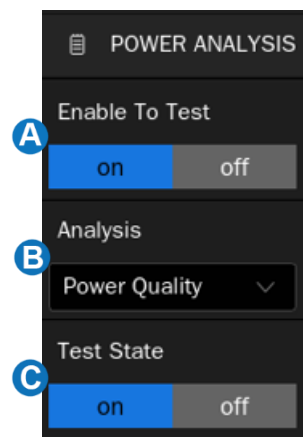 POWER ANALYSIS
Enable To Test
A
on off
Analysis
B
Power Quality
Test State
C
on off